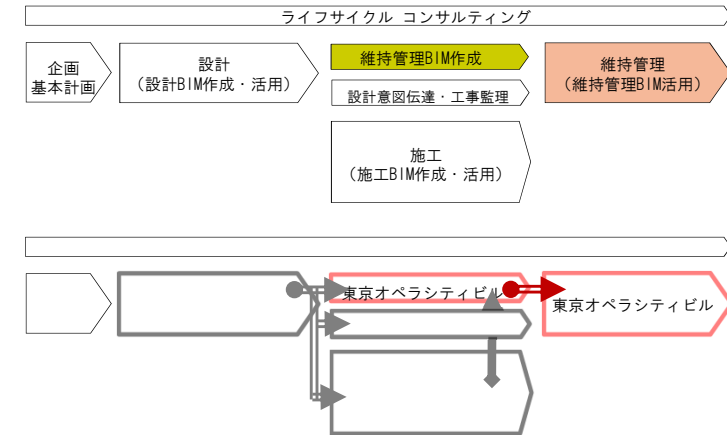 ライフサイクル コンサルティング
企画
基本計画
設計
（設計BIM作成・活用）
維持管理BIM作成
設計意図伝達・工事監理
施工
（施工BIM作成・活用）
維持管理
（維持管理BIM活用）
東京オペラシティビル
東京オペラシティビル